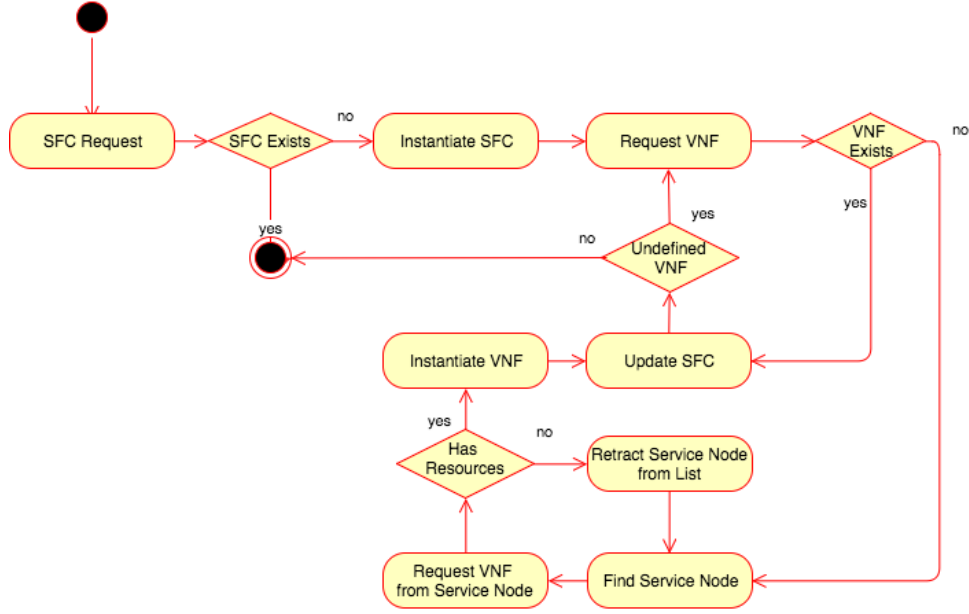 SFC Request
SFC Exists
no
Instantiate SFC
Request VNF
VNF
Exists
no
yes
yes
yes
no
Undefined
VNF
Instantiate VNF
Update SFC
yes
no
Has
Resources
Retract Service Node
from List
Request VNF
from Service Node
Find Service Node